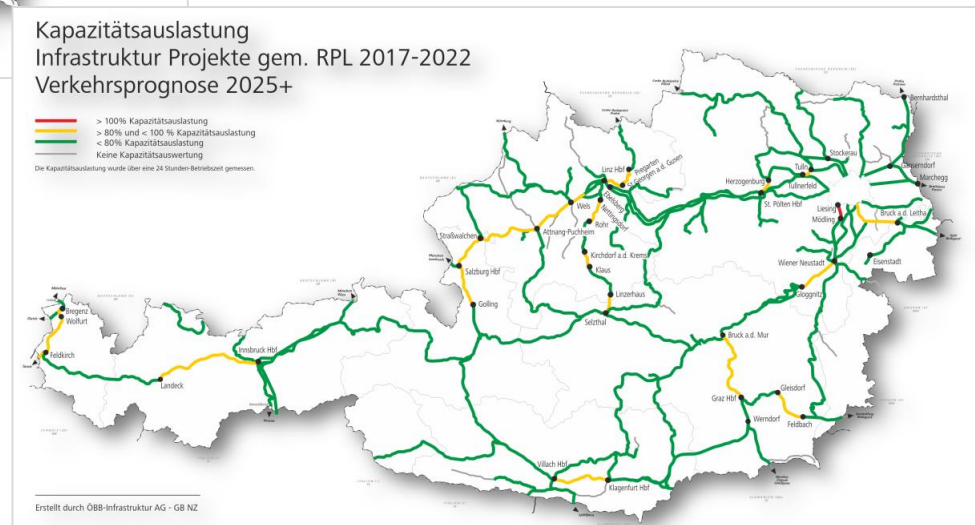 Kapazitätsauslastung
Infrastruktur Projekte gem. RPL 2017-2022
Verkehrsprognose 2025+
> 100% Kapazitätsauslastung
> 80% und < 100 % Kapazitätsauslastung
< 80% Kapazitätsauslastung
Keine Kapazitätsauswertung
Die Kapazitätsauslastung wurde über eine 24 Stunden-Betriebszeit gemessen.
Bernhardsthal
Stockerau
Gänserndorf
Marchegg
Linz Hbf
Pregarten
St. Georgen a. d. Gusen
Ebelsberg
Nettingsdorf
Rohr
Herzogenburg
Tulln
Tullnerfeld
St. Pölten Hbf
Liesing
Mödling
Bruck a.d. Leitha
Wels
Attnang-Puchheim
Straßwalchen
Kirchdorf a.d. Krems
Klaus
Wiener Neustadt
Eisenstadt
Salzburg Hbf
Golling
Linzerhaus
Selzthal
Gloggnitz
Bregenz
Wolfurt
Feldkirch
Innsbruck Hbf
Landeck
Bruck a.d. Mur
Graz Hbf
Gleisdorf
Werndorf
Feldbach
Villach Hbf
Klagenfurt Hbf
Erstellt durch ÖBB-Infrastruktur AG - GB NZ